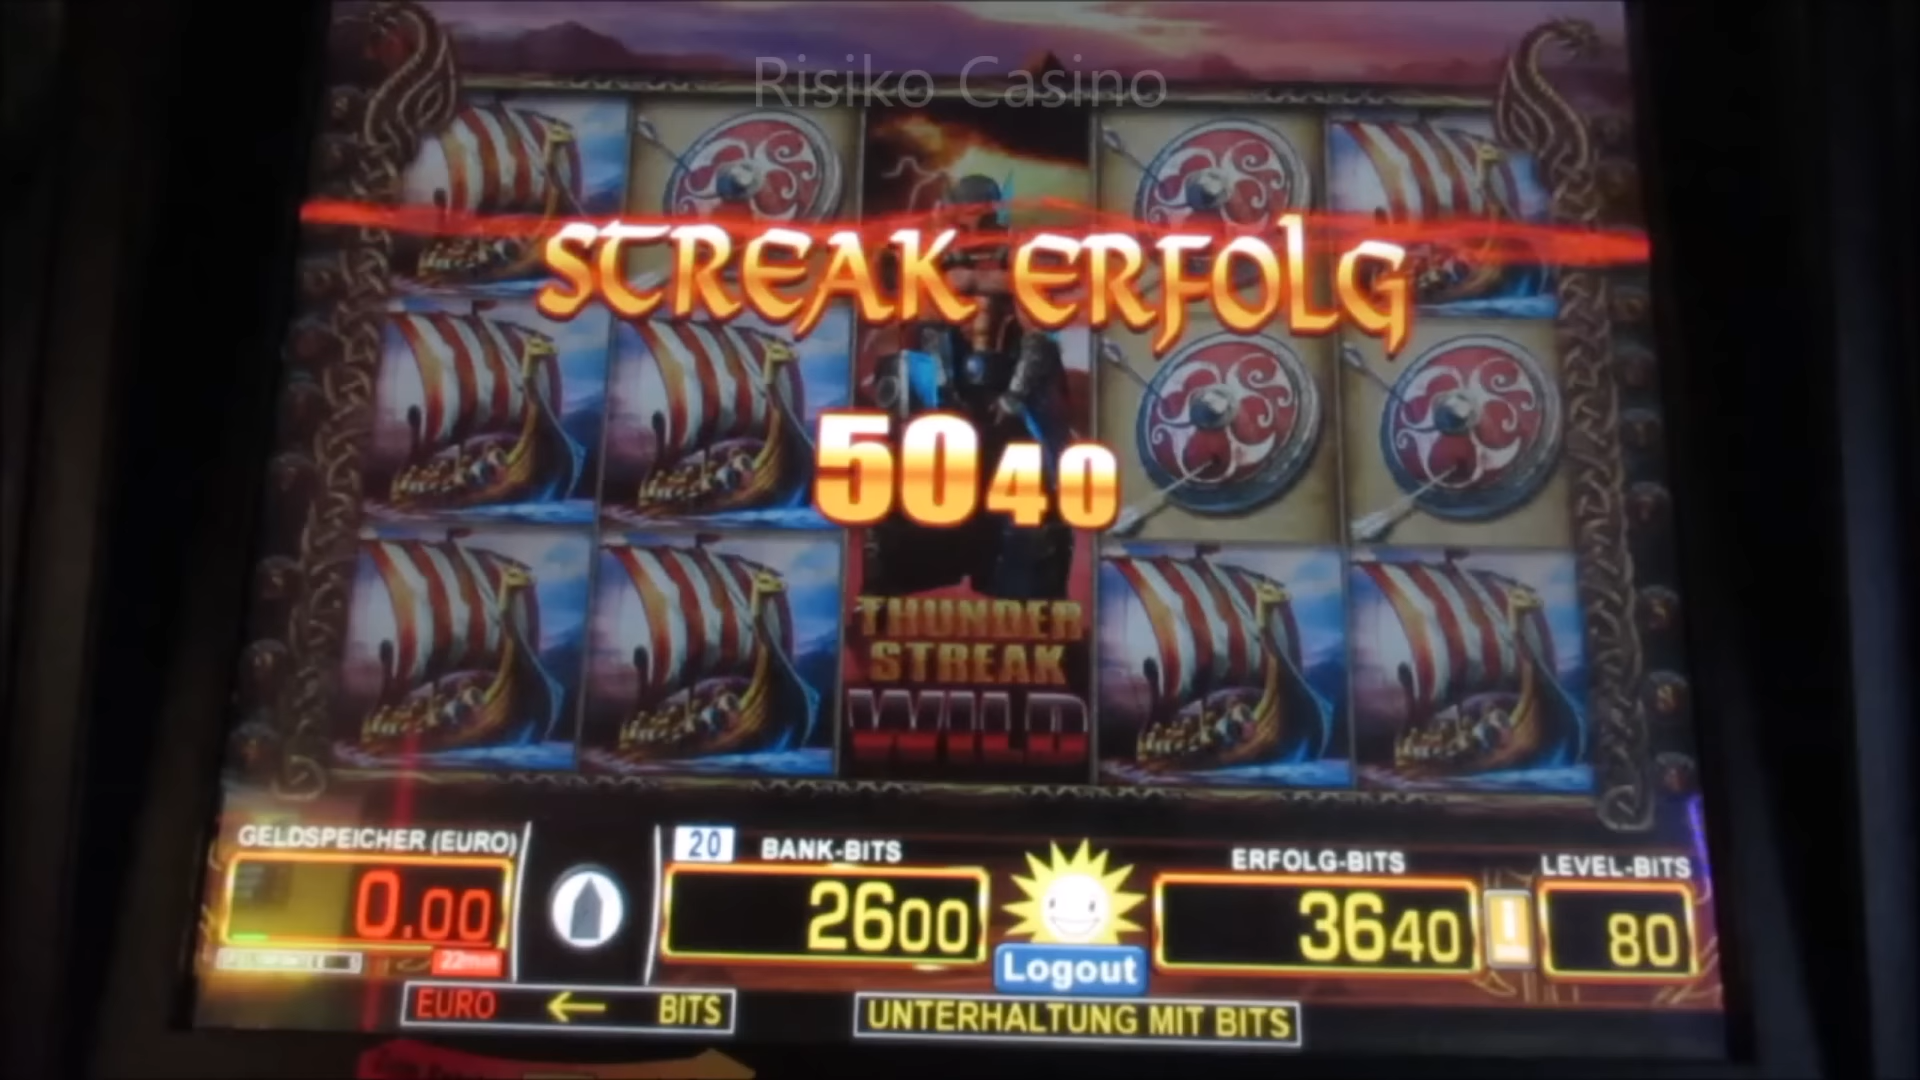 Risiko Casino
STREAK ERFOLG
5040
THUNDER
STREAK
WILD
GELDSPEICHER (EURO)
20 BANK-BITS
ERFOLG-BITS
LEVEL-BITS
0.00
2600
3640
80
22min
Logout
EURO ← BITS
UNTERHALTUNG MIT BITS